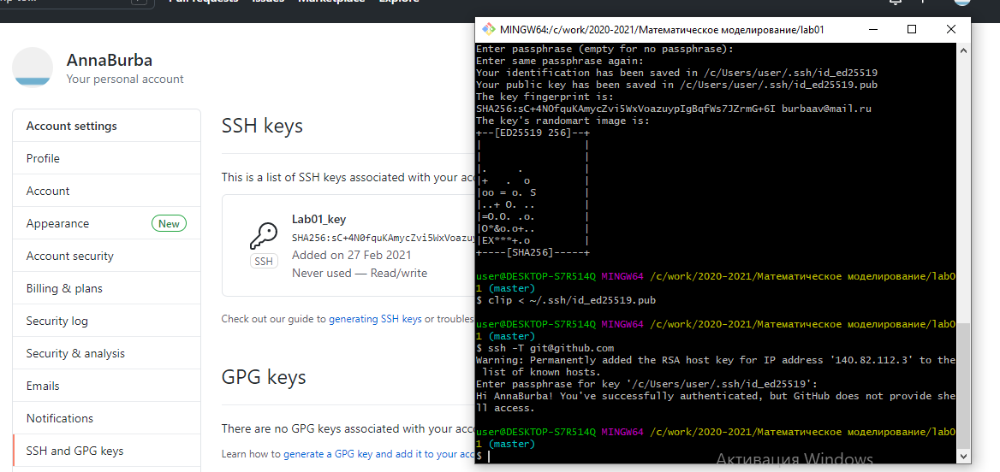 Pull requests Issues Marketplace Explore
AnnaBurba
Your personal account
Account settings
Profile
Account
Appearance New
Account security
Billing & plans
Security log
Security & analysis
Emails
Notifications
SSH and GPG keys
SSH keys
This is a list of SSH keys associated with your acc
Lab01_key
SHA256:sC+4NOfquKAmycZvi5WxVoazuy
Added on 27 Feb 2021
Never used — Read/write
SSH
Check out our guide to generating SSH keys or troubles
GPG keys
There are no GPG keys associated with your acco
Learn how to generate a GPG key and add it to your acc
MINGW64:/c/work/2020-2021/Математическое моделирование/lab01
Enter passphrase (empty for no passphrase):
Enter same passphrase again:
Your identification has been saved in /c/Users/user/.ssh/id_ed25519
Your public key has been saved in /c/Users/user/.ssh/id_ed25519.pub
The key fingerprint is:
SHA256:sC+4NOfquKAmycZvi5WxVoazuypIgBqfWs7JZrmG+6I burbaav@mail.ru
The key's randomart image is:
+--[ED25519 256]--+
|                 |
|                 |
|.     .          |
|+   .  o         |
|oo = o. S        |
|..+ O. ..        |
|=O.O. .o.        |
|O*&o.o+..        |
|EX***+.o         |
+----[SHA256]-----+
user@DESKTOP-S7R514Q MINGW64 /c/work/2020-2021/Математическое моделирование/lab0
1 (master)
$ clip < ~/.ssh/id_ed25519.pub
user@DESKTOP-S7R514Q MINGW64 /c/work/2020-2021/Математическое моделирование/lab0
1 (master)
$ ssh -T git@github.com
Warning: Permanently added the RSA host key for IP address '140.82.112.3' to the
 list of known hosts.
Enter passphrase for key '/c/Users/user/.ssh/id_ed25519':
Hi AnnaBurba! You've successfully authenticated, but GitHub does not provide she
ll access.
user@DESKTOP-S7R514Q MINGW64 /c/work/2020-2021/Математическое моделирование/lab0
1 (master)
$
Активация Windows